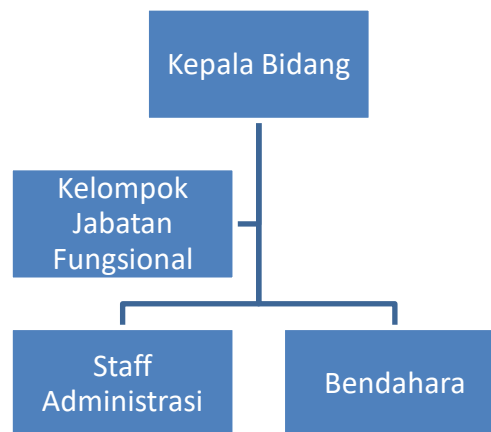 Kepala Bidang
Kelompok
Jabatan
Fungsional
Staff
Administrasi
Bendahara